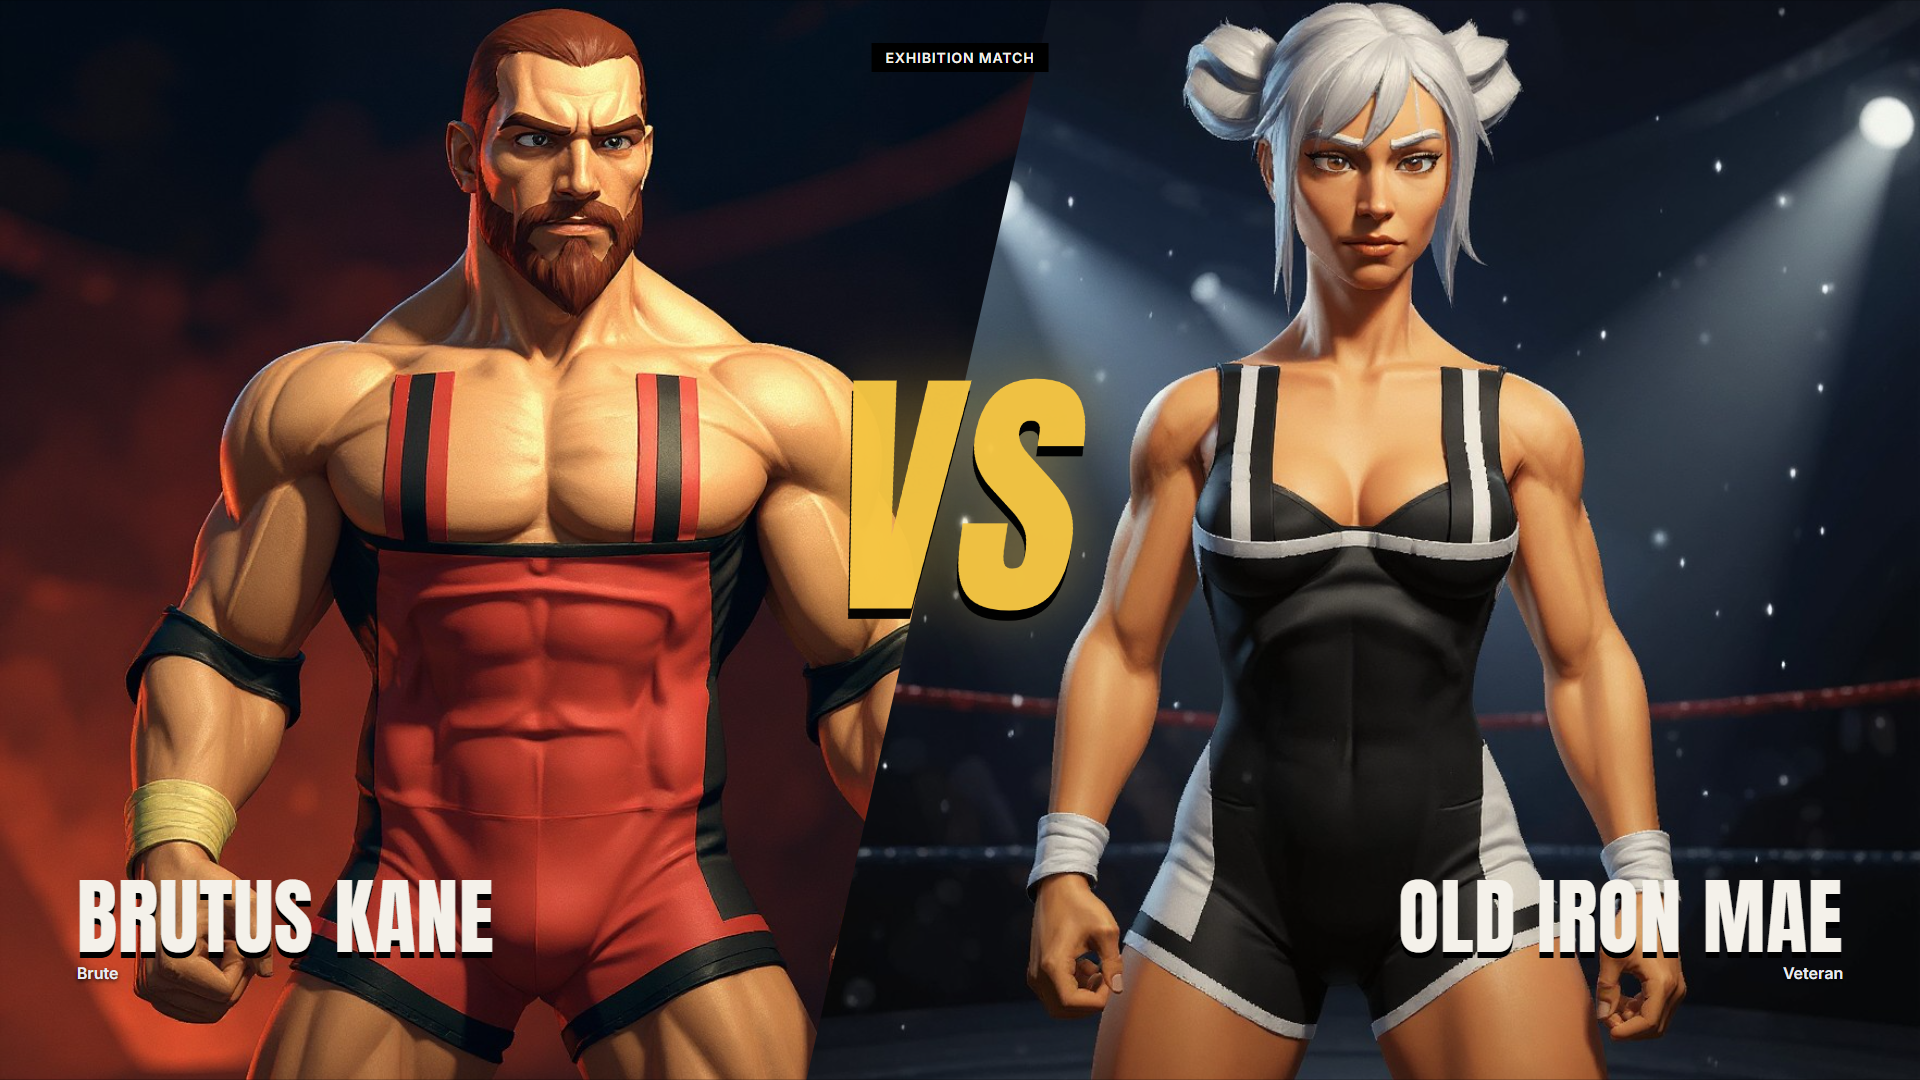 EXHIBITION MATCH
VS
BRUTUS KANE
Brute
OLD IRON MAE
Veteran